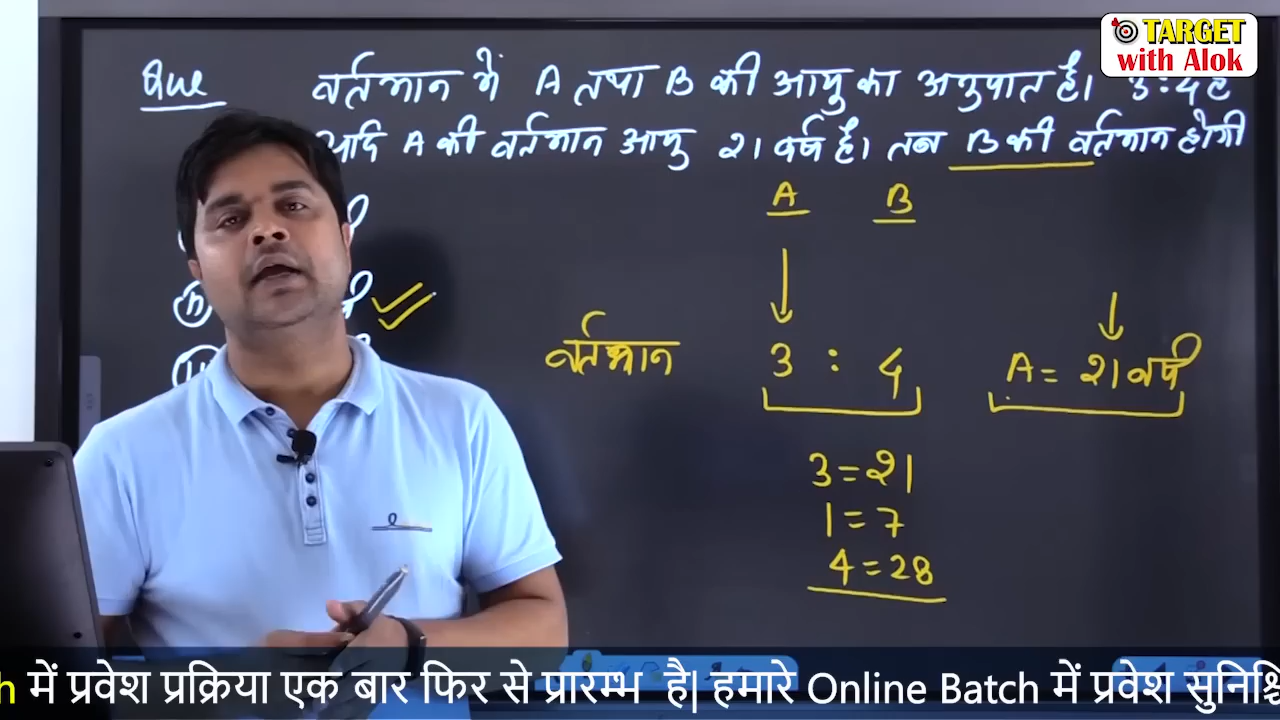 TARGET
with Alok
Que वर्तमान में A तथा B की आयु का अनुपात है। 3:4 है
यदि A की वर्तमान आयु 21 वर्ष है। तब B की वर्तमान होगी
A B
वर्तमान 3 : 4 A = 21 वर्ष
3 = 21
1 = 7
4 = 28
में प्रवेश प्रक्रिया एक बार फिर से प्रारम्भ है| हमारे Online Batch में प्रवेश